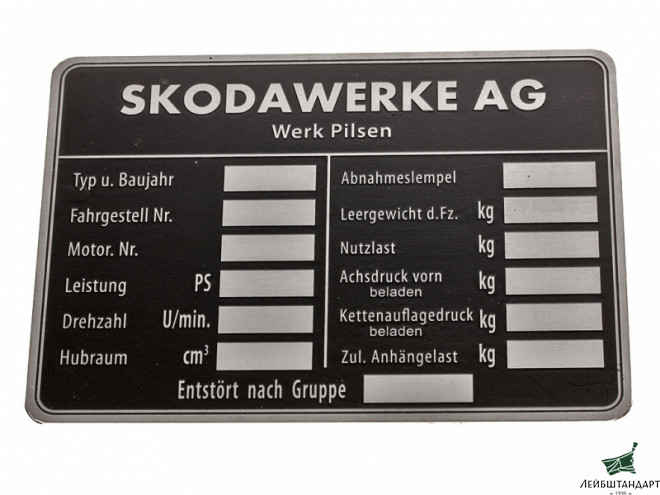 SKODAWERKE AG
Werk Pilsen
Typ u. Baujahr
Fahrgestell Nr.
Motor. Nr.
Leistung PS
Drehzahl U/min.
Hubraum cm³
Abnahmeslempel
Leergewicht d.Fz. kg
Nutzlast kg
Achsdruck vorn kg
beladen
Kettenauflagedruck kg
beladen
Zul. Anhängelast kg
Entstört nach Gruppe
ЛЕЙБШТАНДАРТ